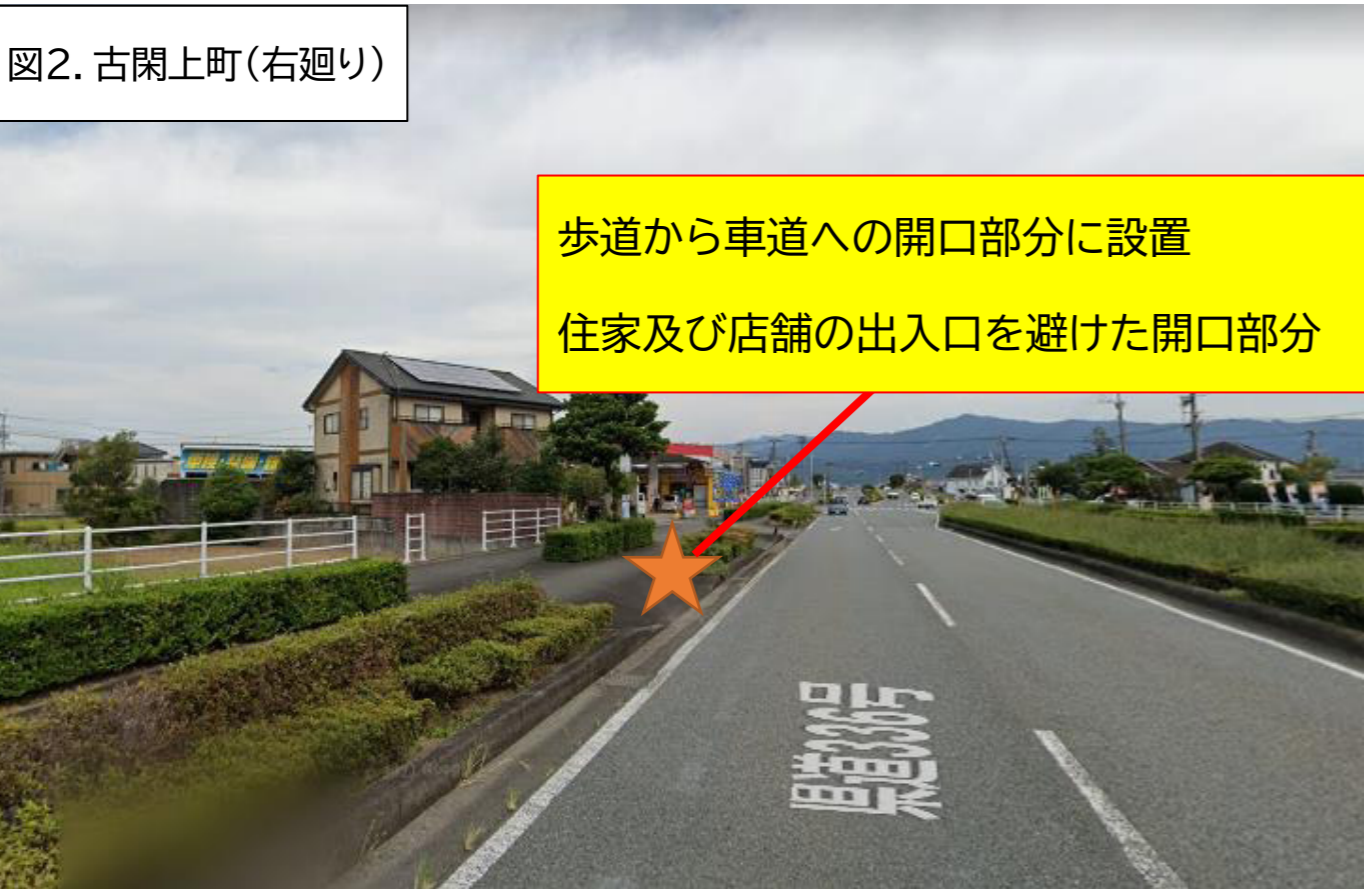 図2. 古閑上町(右廻り)
歩道から車道への開口部分に設置
住家及び店舗の出入口を避けた開口部分
県道336号